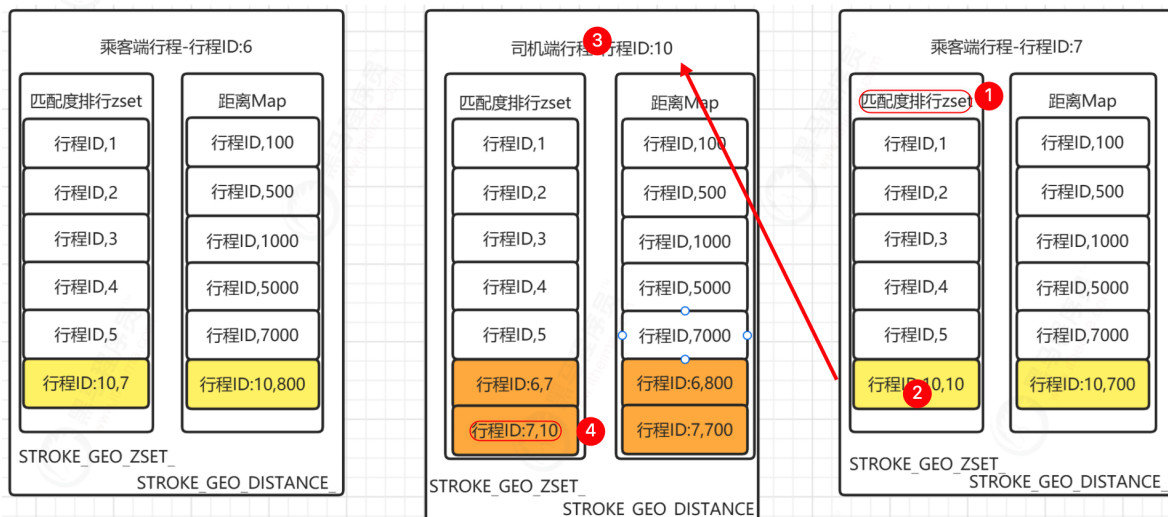 乘客端行程-行程ID:6
匹配度排行zset
距离Map
行程ID,1
行程ID,100
行程ID,2
行程ID,500
行程ID,3
行程ID,1000
行程ID,4
行程ID,5000
行程ID,5
行程ID,7000
行程ID:10,7
行程ID:10,800
STROKE_GEO_ZSET_
STROKE_GEO_DISTANCE_
3
司机端行程 行程ID:10
匹配度排行zset
距离Map
行程ID,1
行程ID,100
行程ID,2
行程ID,500
行程ID,3
行程ID,1000
行程ID,4
行程ID,5000
行程ID,5
行程ID,7000
行程ID:6,7
行程ID:6,800
行程ID:7,10
4
行程ID:7,700
STROKE_GEO_ZSET_
STROKE_GEO_DISTANCE
乘客端行程-行程ID:7
匹配度排行zset
1
距离Map
行程ID,1
行程ID,100
行程ID,2
行程ID,500
行程ID,3
行程ID,1000
行程ID,4
行程ID,5000
行程ID,5
行程ID,7000
行程ID:10,10
2
行程ID:10,700
STROKE_GEO_ZSET_
STROKE_GEO_DISTANCE_